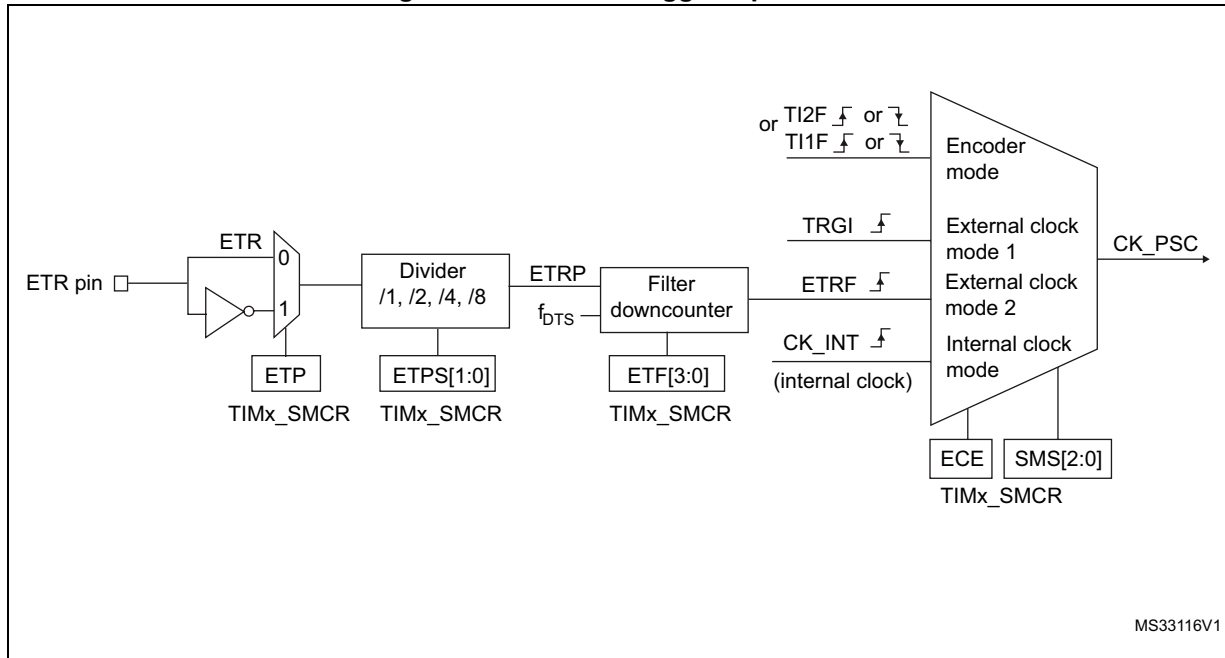 or TI2F or
TI1F or
Encoder
mode
TRGI
External clock
mode 1
CK_PSC
ETR
0
ETR pin
1
Divider
/1, /2, /4, /8
ETRP
fDTS
Filter
downcounter
ETRF
External clock
mode 2
CK_INT
(internal clock)
Internal clock
mode
ETP
TIMx_SMCR
ETPS[1:0]
TIMx_SMCR
ETF[3:0]
TIMx_SMCR
ECE
SMS[2:0]
TIMx_SMCR
MS33116V1